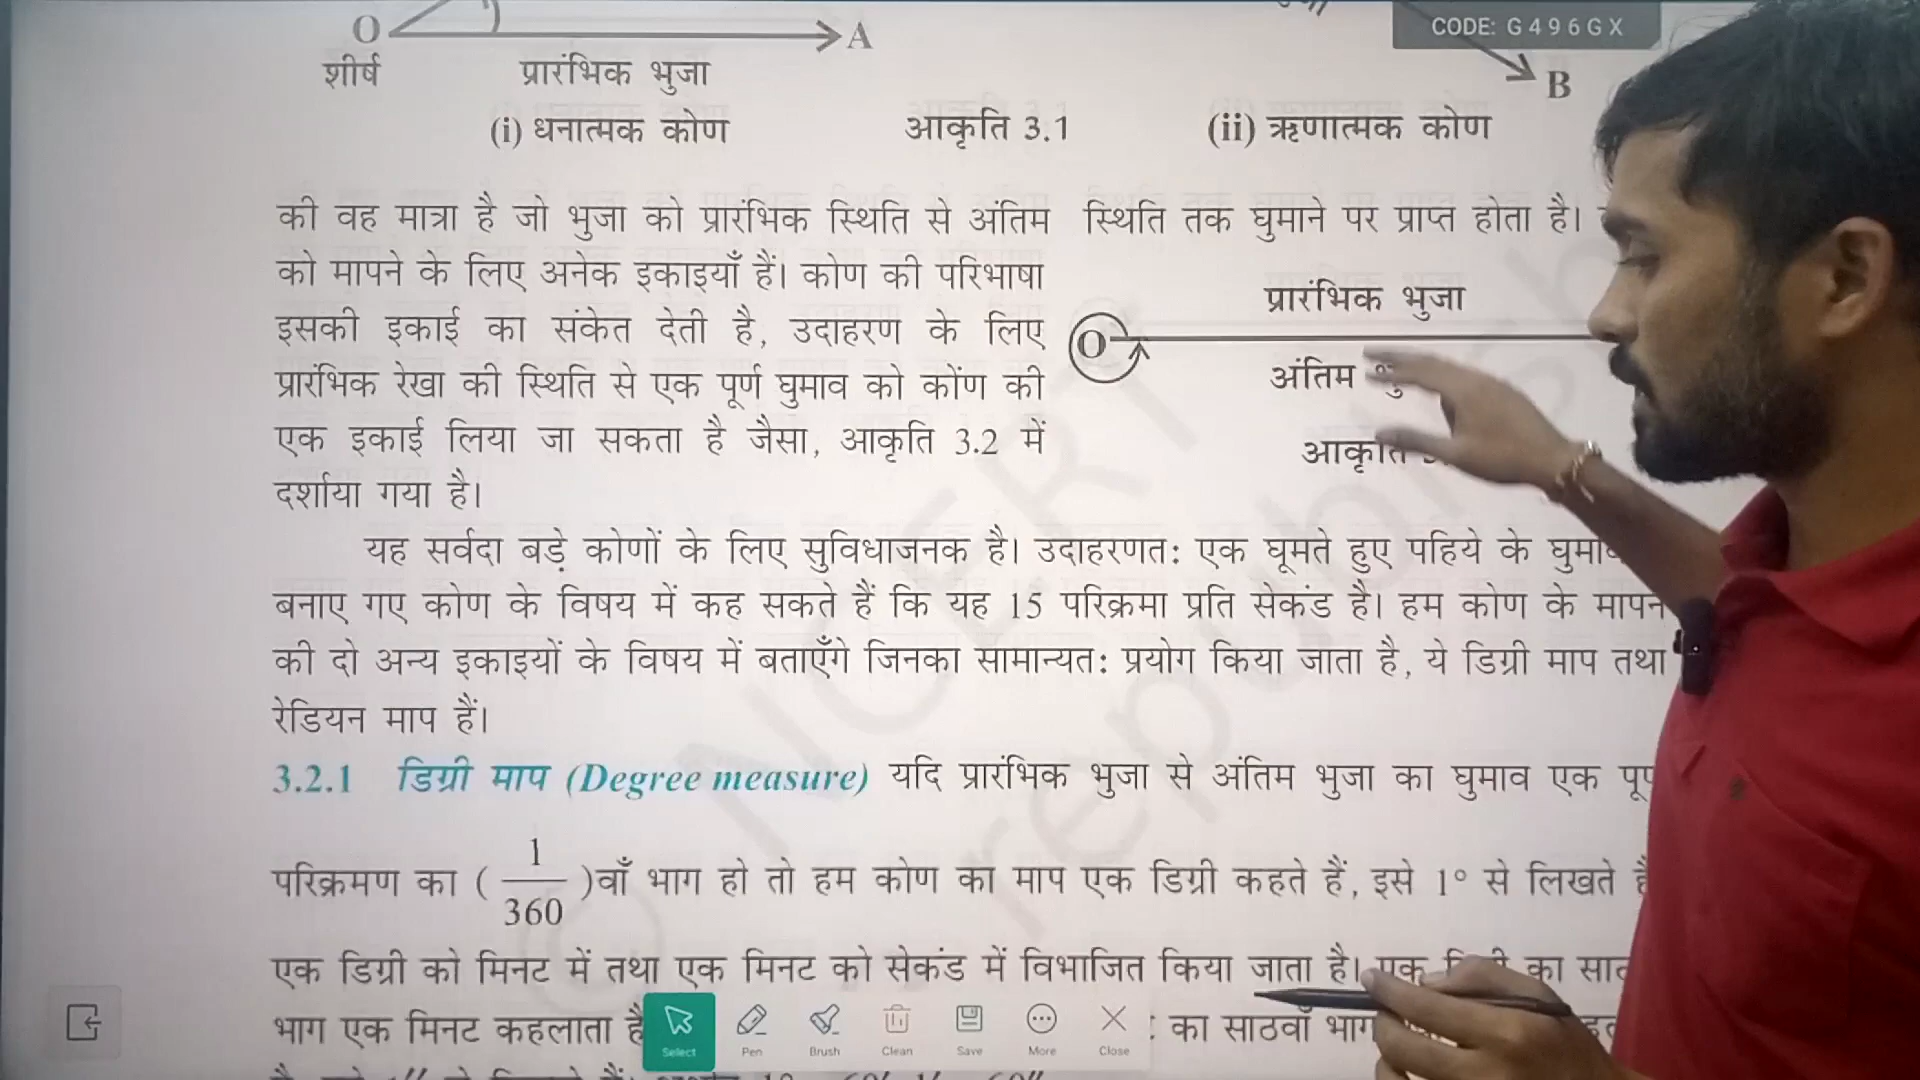 CODE: G496GX
O
A
B
शीर्ष
प्रारंभिक भुजा
(i) धनात्मक कोण
आकृति 3.1
(ii) ऋणात्मक कोण
की वह मात्रा है जो भुजा को प्रारंभिक स्थिति से अंतिम स्थिति तक घुमाने पर प्राप्त होता है।
को मापने के लिए अनेक इकाइयाँ हैं। कोण की परिभाषा
इसकी इकाई का संकेत देती है, उदाहरण के लिए
प्रारंभिक रेखा की स्थिति से एक पूर्ण घुमाव को कोंण की
एक इकाई लिया जा सकता है जैसा, आकृति 3.2 में
दर्शाया गया है।
प्रारंभिक भुजा
O
अंतिम
आकृति
यह सर्वदा बड़े कोणों के लिए सुविधाजनक है। उदाहरणत: एक घूमते हुए पहिये के
बनाए गए कोण के विषय में कह सकते हैं कि यह 15 परिक्रमा प्रति सेकंड है। हम कोण के मापन
की दो अन्य इकाइयों के विषय में बताएँगे जिनका सामान्यत: प्रयोग किया जाता है, ये डिग्री माप तथा
रेडियन माप हैं।
3.2.1 डिग्री माप (Degree measure) यदि प्रारंभिक भुजा से अंतिम भुजा का घुमाव एक
परिक्रमण का ( 1/360 )वाँ भाग हो तो हम कोण का माप एक डिग्री कहते हैं, इसे 1° से लिखते
एक डिग्री को मिनट में तथा एक मिनट को सेकंड में विभाजित किया जाता है। एक का
भाग एक मिनट कहलाता है का साठवाँ भाग
Select Pen Brush Clean Save More Close